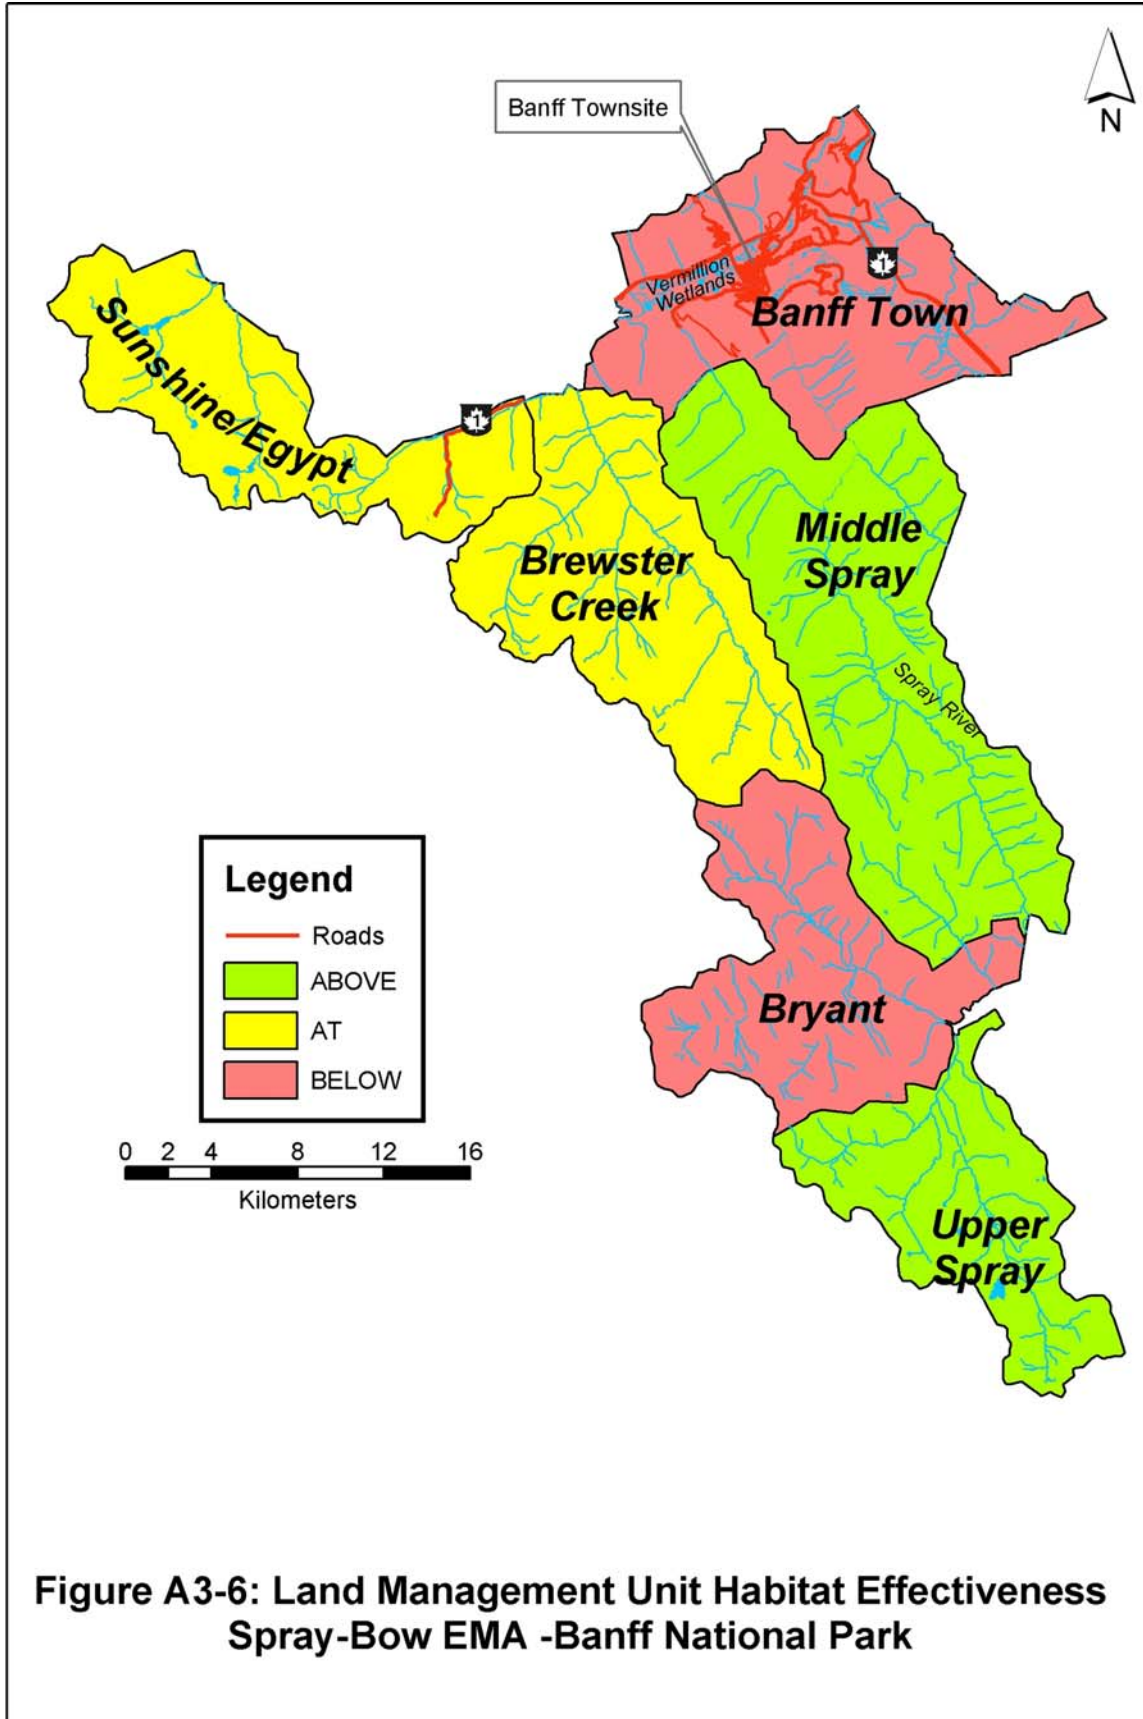 Banff Townsite
N
1
Vermillion
Wetlands
Banff Town
Sunshine/Egypt
1
Brewster
Creek
Middle
Spray
Spray River
Legend
Roads
ABOVE
AT
BELOW
0 2 4 8 12 16
Kilometers
Bryant
Upper
Spray
Figure A3-6: Land Management Unit Habitat Effectiveness
Spray-Bow EMA -Banff National Park